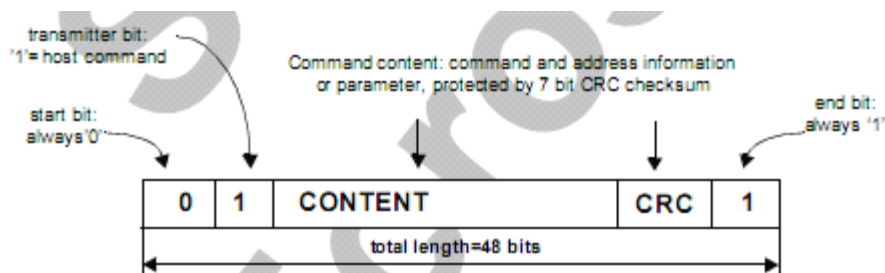 transmitter bit:
'1'= host command
Command content: command and address information
or parameter, protected by 7 bit CRC checksum
start bit:
always'0'
end bit:
always '1'
0 1 CONTENT CRC 1
total length=48 bits